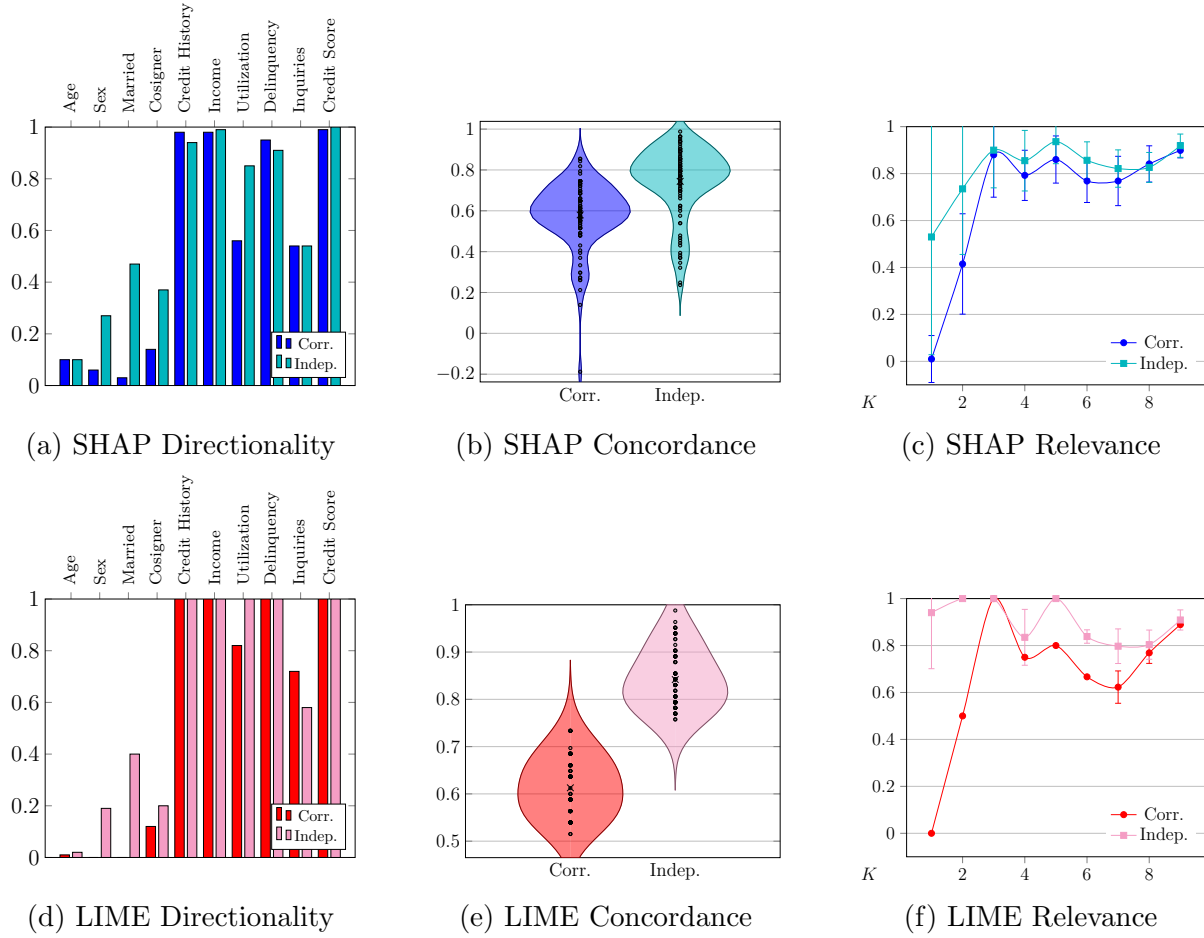 Age
Sex
Married
Cosigner
Credit History
Income
Utilization
Delinquency
Inquiries
Credit Score
1
0.8
0.6
0.4
0.2
0
Corr.
Indep.
(a) SHAP Directionality
1
0.8
0.6
0.4
0.2
0
−0.2
Corr.
Indep.
(b) SHAP Concordance
1
0.8
0.6
0.4
0.2
0
Corr.
Indep.
K
2
4
6
8
(c) SHAP Relevance
Age
Sex
Married
Cosigner
Credit History
Income
Utilization
Delinquency
Inquiries
Credit Score
1
0.8
0.6
0.4
0.2
0
Corr.
Indep.
(d) LIME Directionality
1
0.9
0.8
0.7
0.6
0.5
Corr.
Indep.
(e) LIME Concordance
1
0.8
0.6
0.4
0.2
0
Corr.
Indep.
K
2
4
6
8
(f) LIME Relevance